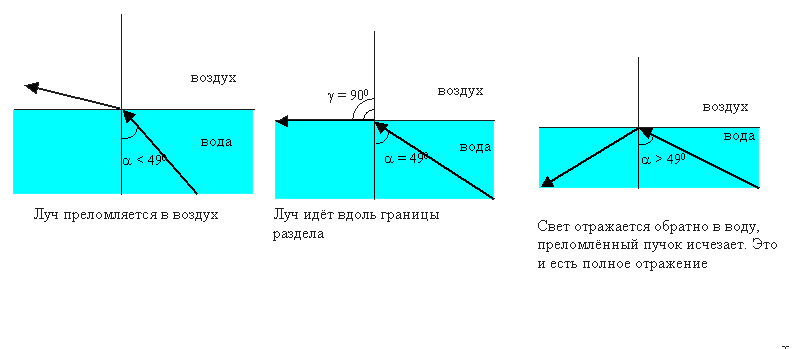 воздух
вода
α < 49⁰
Луч преломляется в воздух
γ = 90⁰
воздух
вода
α = 49⁰
Луч идёт вдоль границы
раздела
воздух
вода
α > 49⁰
Свет отражается обратно в воду,
преломлённый пучок исчезает. Это
и есть полное отражение